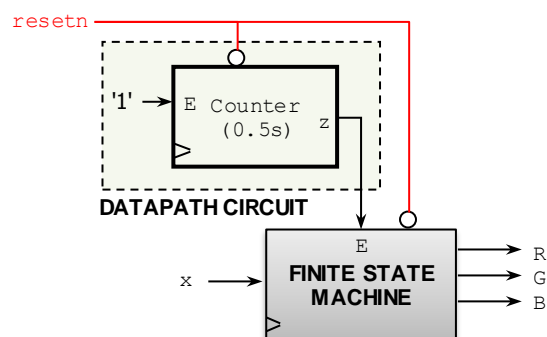 resetn
'1'
E Counter
(0.5s)
z
DATAPATH CIRCUIT
E
x
FINITE STATE
MACHINE
R
G
B